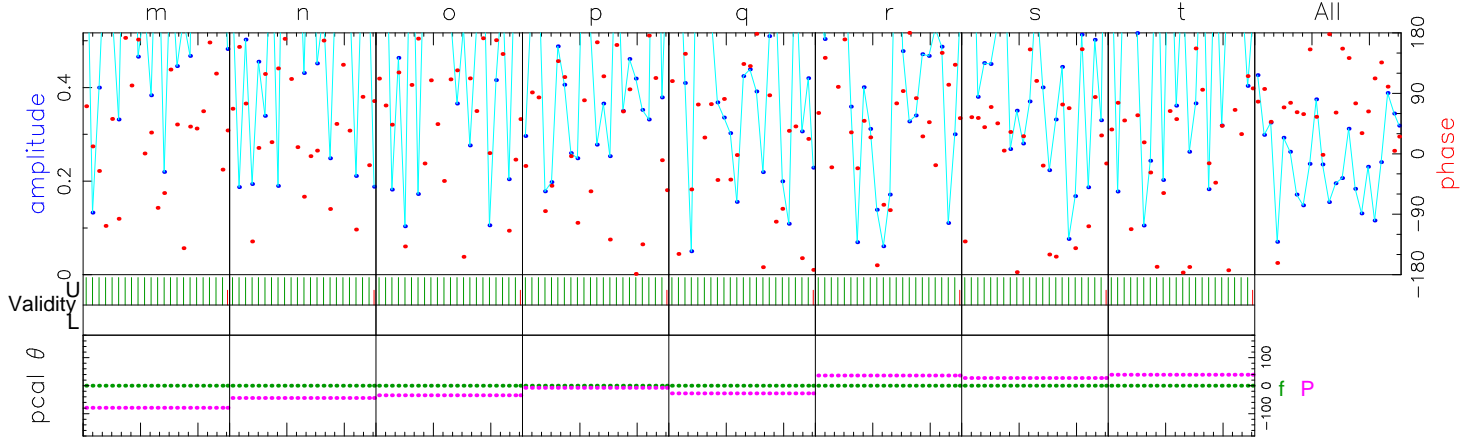 m n o p q r s t All
amplitude
0.4
0.2
0
180
90
0
−90
−180
phase
U
Validity
L
pcal θ
100
0
−100
f P